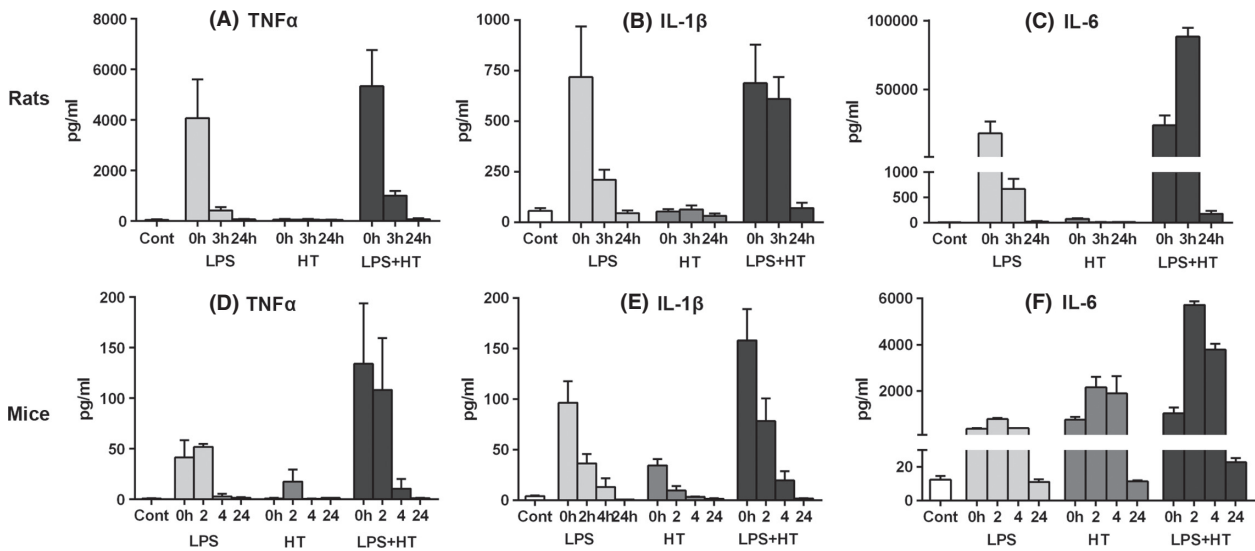 (A) TNFα
(B) IL-1β
(C) IL-6
Rats
pg/ml
8000
6000
4000
2000
0
Cont 0h 3h 24h 0h 3h 24h 0h 3h 24h
LPS HT LPS+HT
pg/ml
1000
750
500
250
0
Cont 0h 3h 24h 0h 3h 24h 0h 3h 24h
LPS HT LPS+HT
pg/ml
100000
50000
1000
500
0
Cont 0h 3h 24h 0h 3h 24h 0h 3h 24h
LPS HT LPS+HT
(D) TNFα
(E) IL-1β
(F) IL-6
Mice
pg/ml
200
150
100
50
0
Cont 0h 2 4 24 0h 2 4 24 0h 2 4 24
LPS HT LPS+HT
pg/ml
200
150
100
50
0
Cont 0h 2h 4h 24h 0h 2 4 24 0h 2 4 24
LPS HT LPS+HT
pg/ml
6000
4000
2000
20
0
Cont 0h 2 4 24 0h 2 4 24 0h 2 4 24
LPS HT LPS+HT